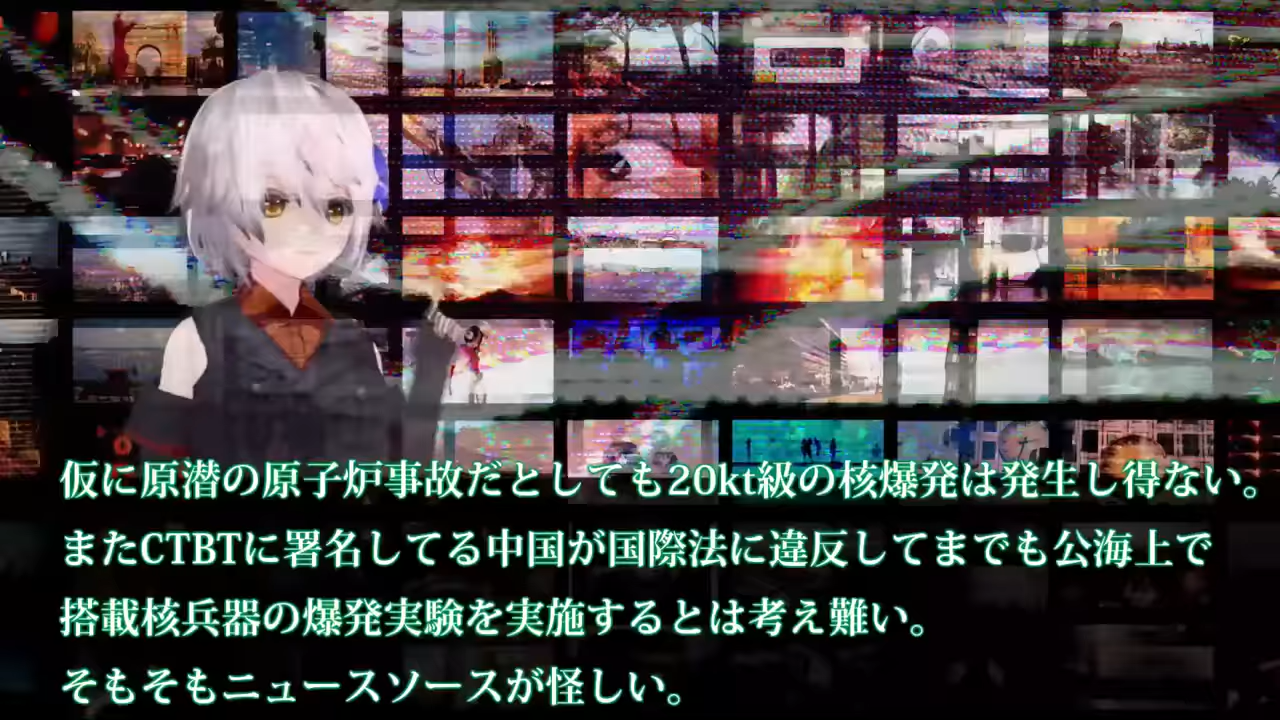 仮に原潜の原子炉事故だとしても20kt級の核爆発は発生し得ない。
またCTBTに署名してる中国が国際法に違反してまでも公海上で
搭載核兵器の爆発実験を実施するとは考え難い。
そもそもニュースソースが怪しい。